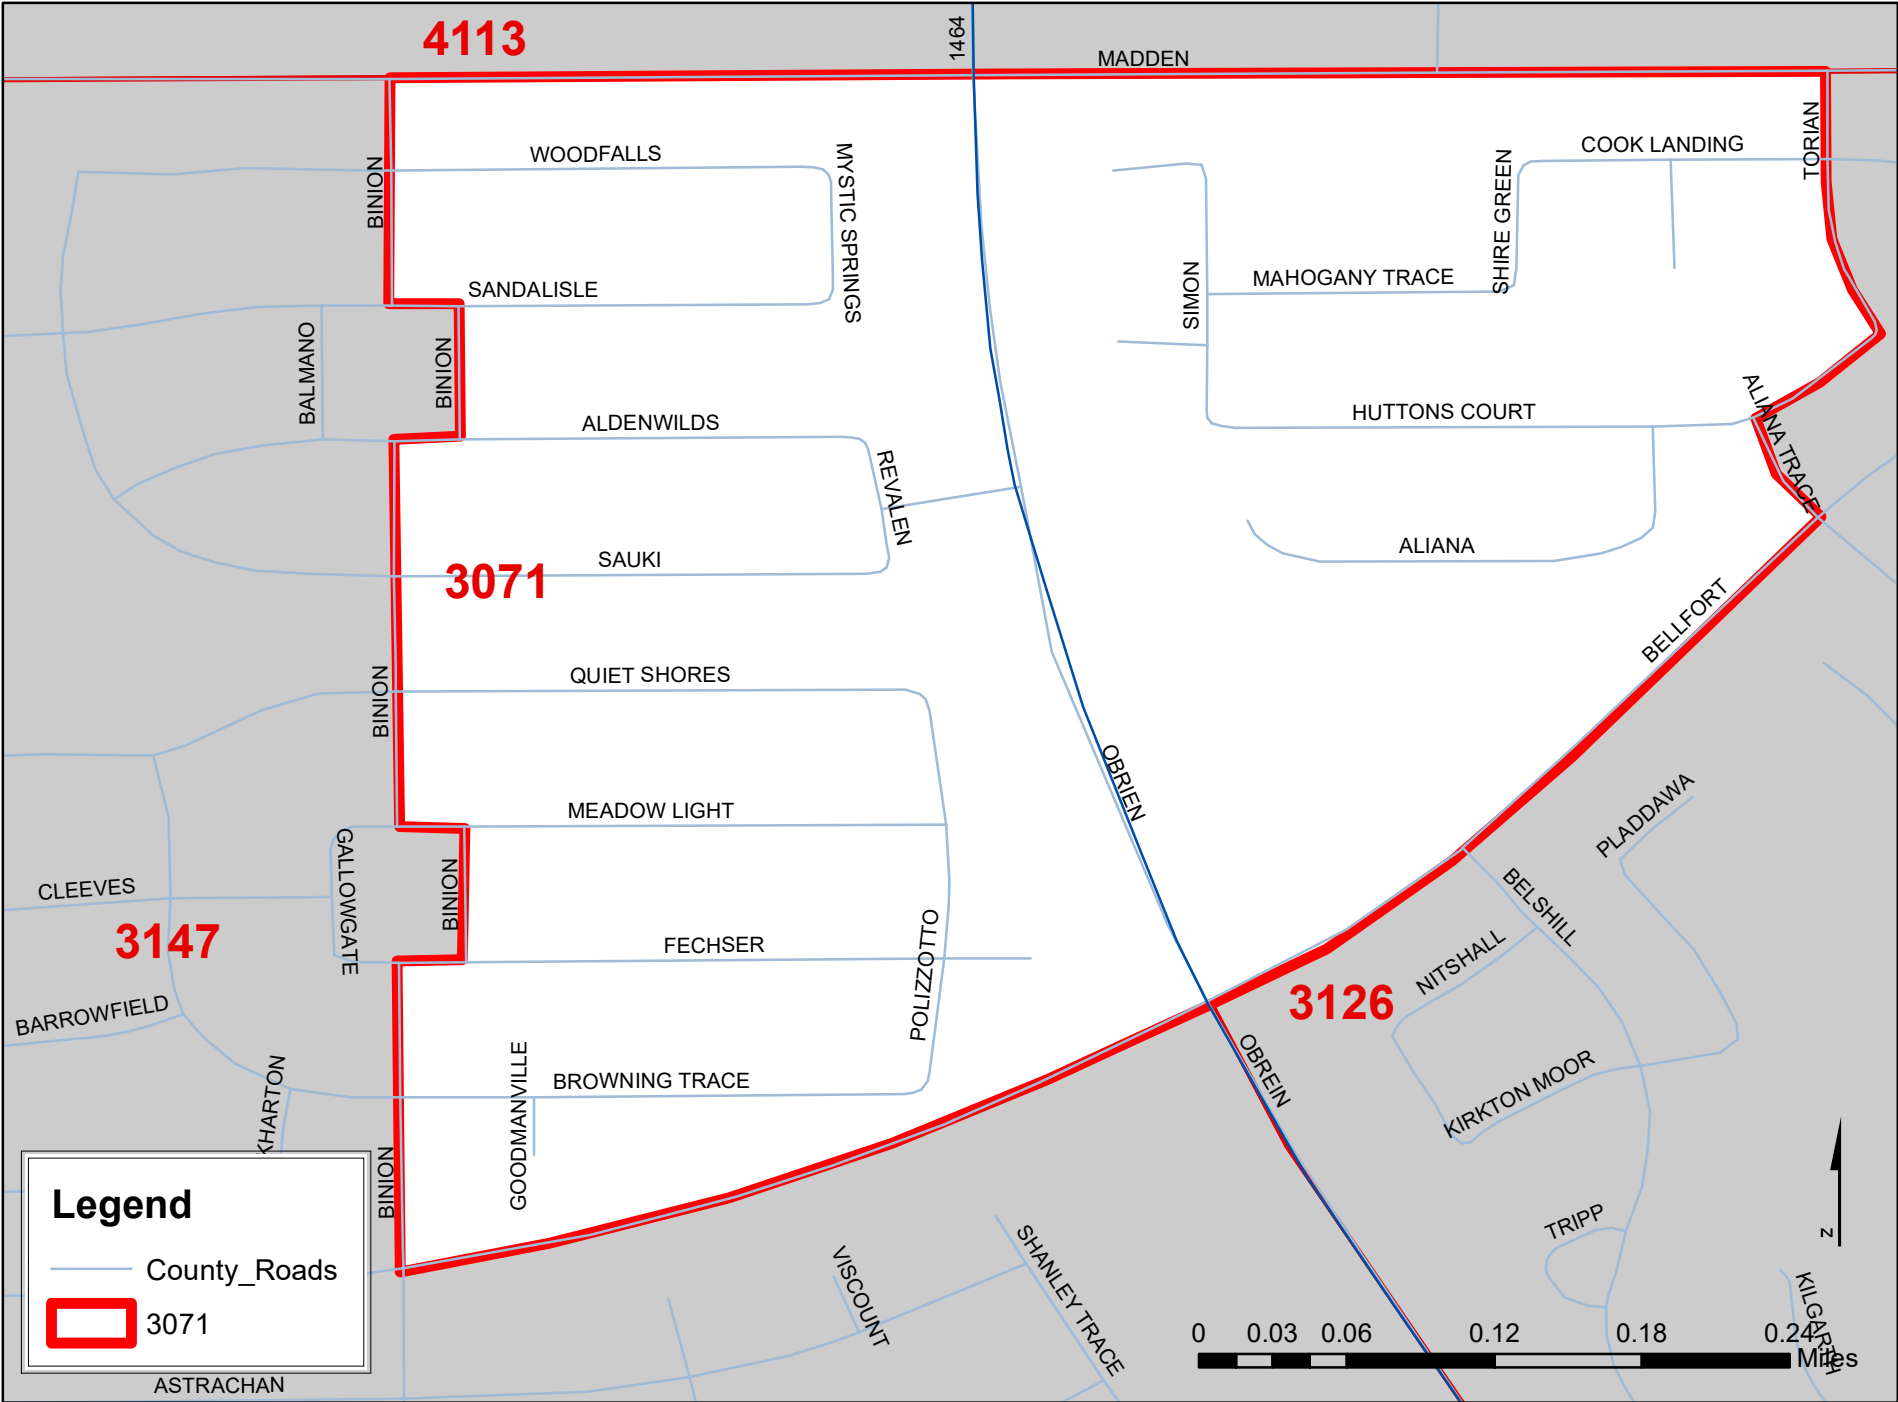 4113
1464
MADDEN
WOODFALLS
MYSTIC SPRINGS
COOK LANDING
TORIAN
BINION
SHIRE GREEN
SIMON
MAHOGANY TRACE
SANDALISLE
BALMANO
BINION
ALDENWILDS
HUTTONS COURT
ALIANA TRACE
REVALEN
SAUKI
ALIANA
3071
BELLFORT
BINION
QUIET SHORES
OBRIEN
MEADOW LIGHT
PLADDAWA
GALLOWGATE
BINION
CLEEVES
BELSHILL
3147
FECHSER
POLIZZOTTO
NITSHALL
3126
BARROWFIELD
OBREIN
KHARTON
GOODMANVILLE
BROWNING TRACE
KIRKTON MOOR
BINION
Legend
County_Roads
3071
TRIPP
Z
VISCOUNT
SHANLEY TRACE
KILGARTH
0 0.03 0.06 0.12 0.18 0.24
Miles
ASTRACHAN